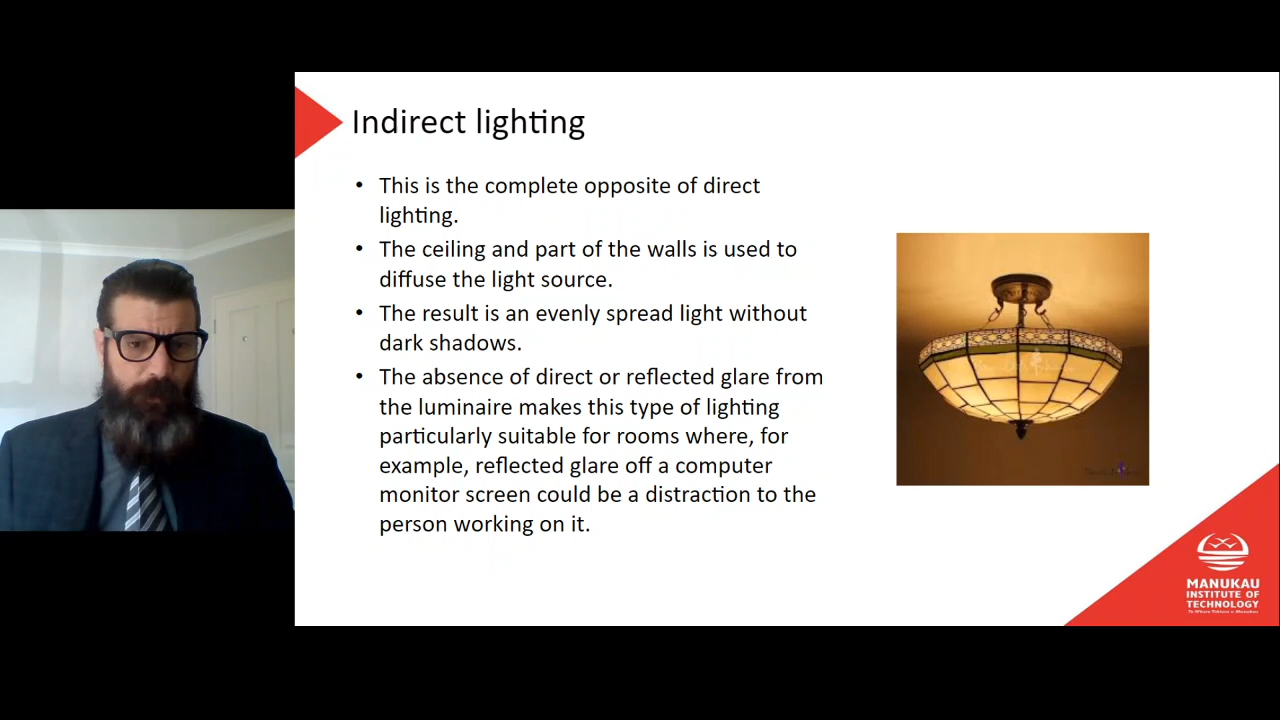 Indirect lighting
• This is the complete opposite of direct
lighting.
• The ceiling and part of the walls is used to
diffuse the light source.
• The result is an evenly spread light without
dark shadows.
• The absence of direct or reflected glare from
the luminaire makes this type of lighting
particularly suitable for rooms where, for
example, reflected glare off a computer
monitor screen could be a distraction to the
person working on it.
MANUKAU
INSTITUTE OF
TECHNOLOGY